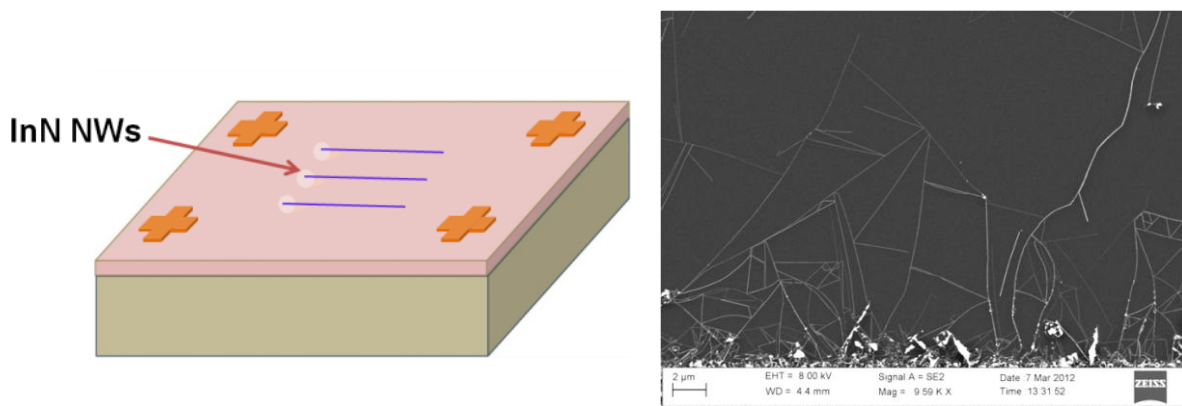 InN NWs
2 µm
EHT = 8.00 kV
WD = 4.4 mm
Signal A = SE2
Mag = 9.59 K X
Date :7 Mar 2012
Time :13 31 52
ZEISS